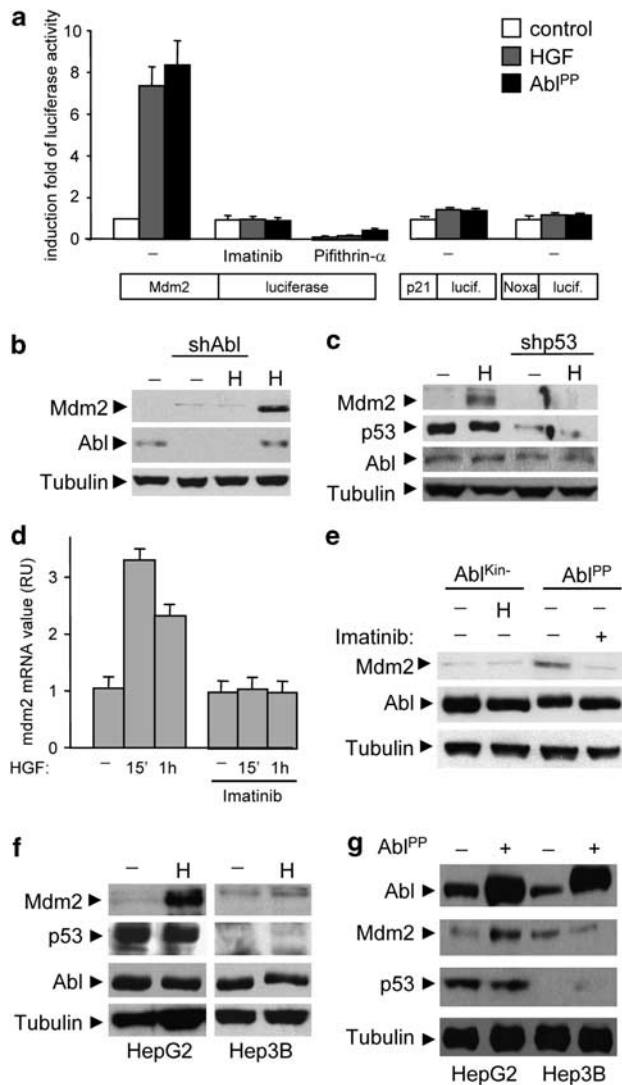 a
10
8
6
4
2
0
induction fold of luciferase activity
control
HGF
Abl^PP
– Imatinib Pifithrin-α – –
Mdm2 luciferase p21 lucif. Noxa lucif.
b
shAbl
– – H H
Mdm2
Abl
Tubulin
c
shp53
– H – H
Mdm2
p53
Abl
Tubulin
d
mdm2 mRNA value (RU)
3
2
1
0
HGF: – 15' 1h – 15' 1h
Imatinib
e
Abl^Kin- Abl^PP
– H – –
Imatinib: – – – +
Mdm2
Abl
Tubulin
f
– H – H
Mdm2
p53
Abl
Tubulin
HepG2 Hep3B
g
Abl^PP – + – +
Abl
Mdm2
p53
Tubulin
HepG2 Hep3B